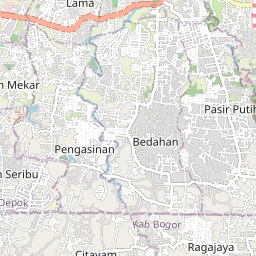 Lama
n Mekar
Pasir Putih
Pengasinan
Bedahan
n Seribu
Depok
Kab Bogor
Citayam
Ragajaya